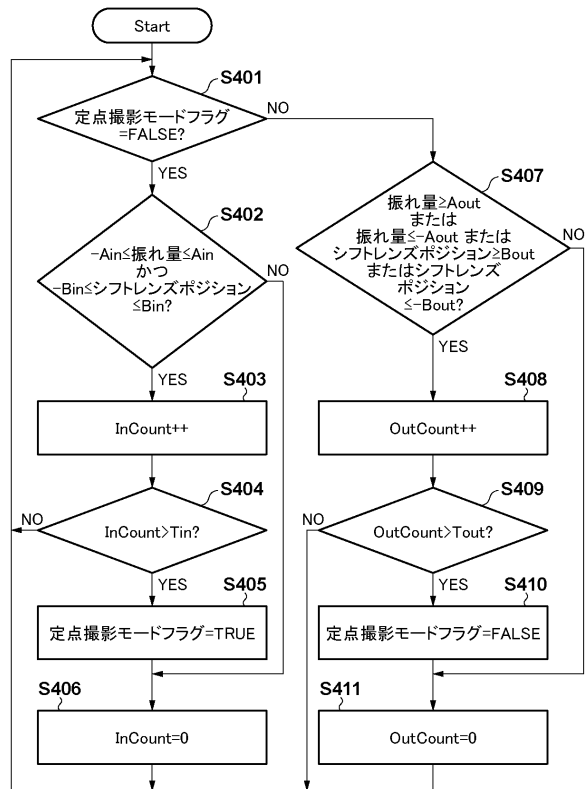 Start
S401
定点撮影モードフラグ
=FALSE?
NO
YES
S402
-Ain≤振れ量≤Ain
かつ
-Bin≤シフトレンズポジション
≤Bin?
NO
YES
S403
InCount++
S404
NO
InCount>Tin?
YES
S405
定点撮影モードフラグ=TRUE
S406
InCount=0
S407
振れ量≥Aout
または
振れ量≤-Aout または
シフトレンズポジション≥Bout
またはシフトレンズ
ポジション
≤-Bout?
NO
YES
S408
OutCount++
S409
NO
OutCount>Tout?
YES
S410
定点撮影モードフラグ=FALSE
S411
OutCount=0